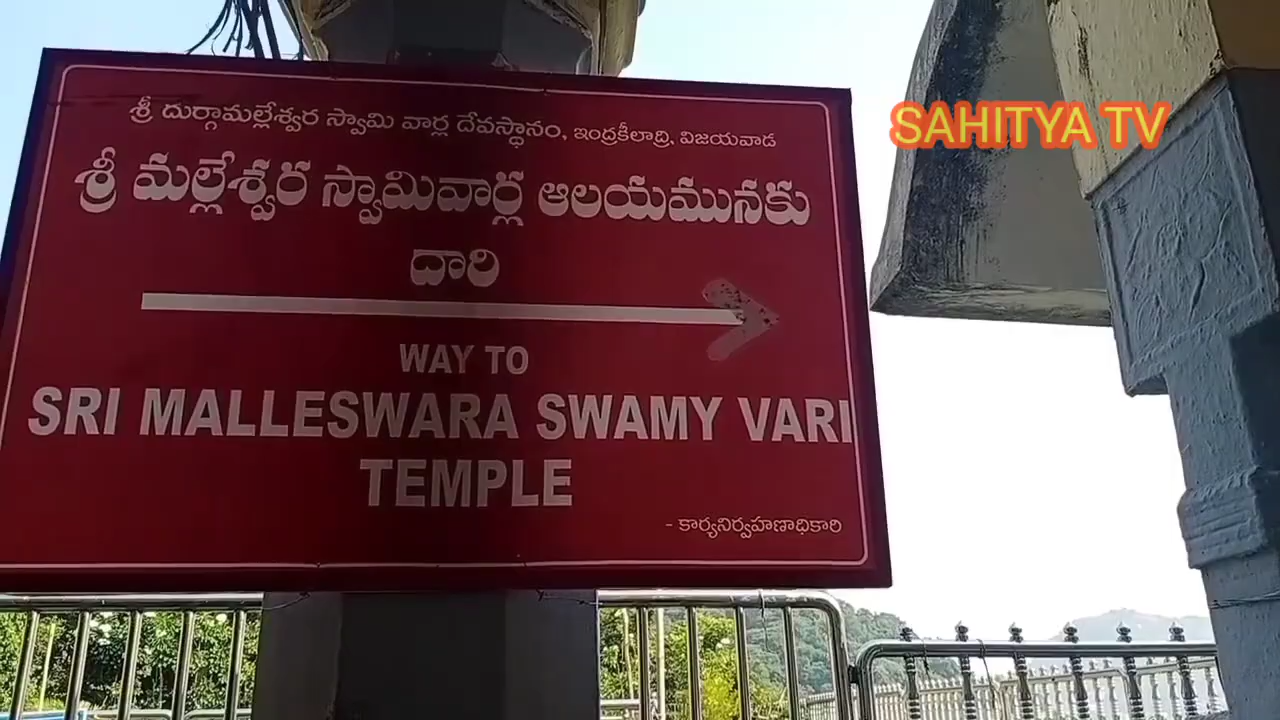 శ్రీ దుర్గామల్లేశ్వర స్వామి వార్ల దేవస్థానం, ఇంద్రకీలాద్రి, విజయవాడ
SAHITYA TV
శ్రీ మల్లేశ్వర స్వామివార్ల ఆలయమునకు
దారి
WAY TO
SRI MALLESWARA SWAMY VARI
TEMPLE
- కార్యనిర్వహణాధికారి